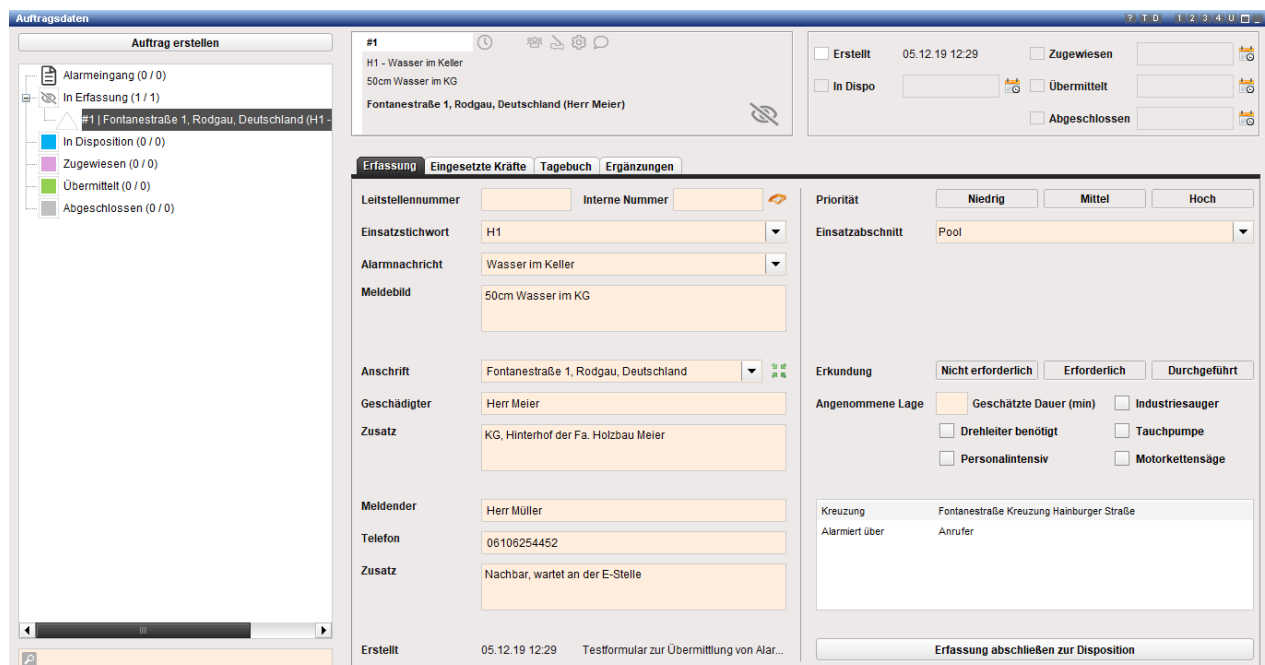 Auftragsdaten
? T D 1 2 3 4 U
Auftrag erstellen
Alarmeingang (0 / 0)
In Erfassung (1 / 1)
#1 | Fontanestraße 1, Rodgau, Deutschland (H1 -
In Disposition (0 / 0)
Zugewiesen (0 / 0)
Übermittelt (0 / 0)
Abgeschlossen (0 / 0)
#1
H1 - Wasser im Keller
50cm Wasser im KG
Fontanestraße 1, Rodgau, Deutschland (Herr Meier)
Erstellt 05.12.19 12:29 Zugewiesen
In Dispo Übermittelt
Abgeschlossen
Erfassung Eingesetzte Kräfte Tagebuch Ergänzungen
Leitstellennummer Interne Nummer
Einsatzstichwort H1
Alarmnachricht Wasser im Keller
Meldebild 50cm Wasser im KG
Anschrift Fontanestraße 1, Rodgau, Deutschland
Geschädigter Herr Meier
Zusatz KG, Hinterhof der Fa. Holzbau Meier
Meldender Herr Müller
Telefon 06106254452
Zusatz Nachbar, wartet an der E-Stelle
Erstellt 05.12.19 12:29 Testformular zur Übermittlung von Alar...
Priorität Niedrig Mittel Hoch
Einsatzabschnitt Pool
Erkundung Nicht erforderlich Erforderlich Durchgeführt
Angenommene Lage Geschätzte Dauer (min) Industriesauger
Drehleiter benötigt Tauchpumpe
Personalintensiv Motorkettensäge
Kreuzung Fontanestraße Kreuzung Hainburger Straße
Alarmiert über Anrufer
Erfassung abschließen zur Disposition